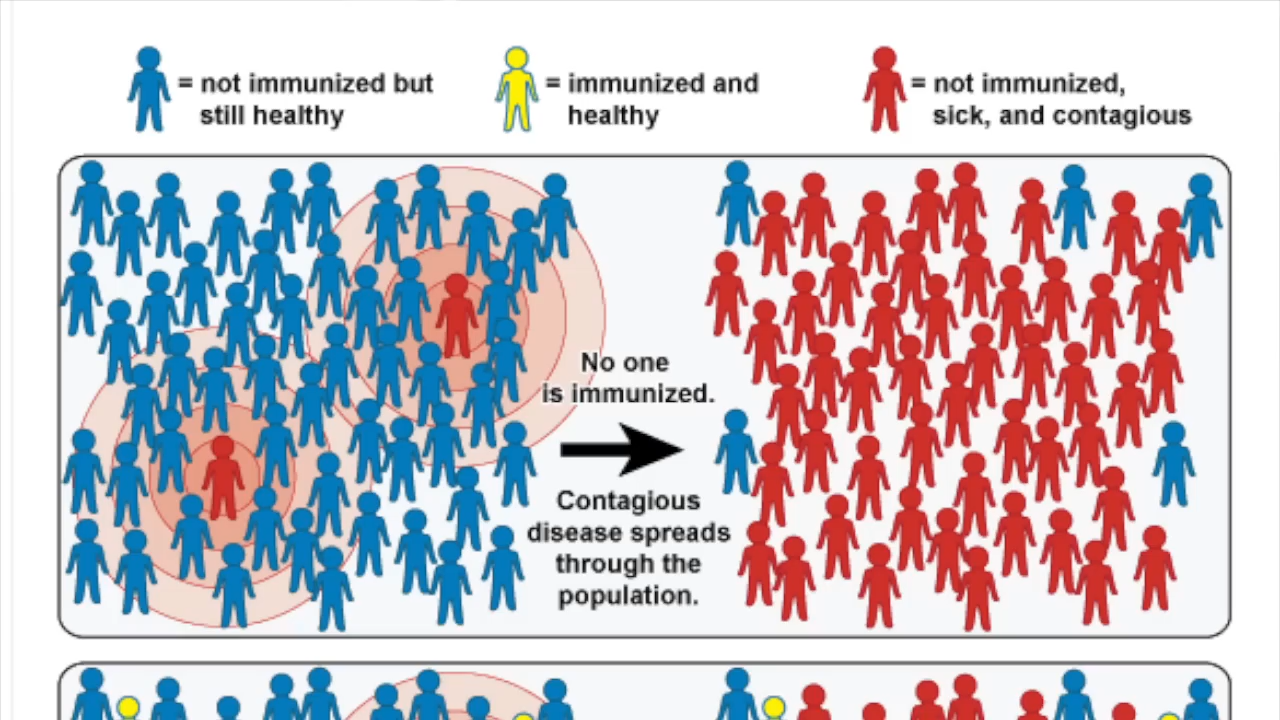 = not immunized but
still healthy
= immunized and
healthy
= not immunized,
sick, and contagious
No one
is immunized.
Contagious
disease spreads
through the
population.